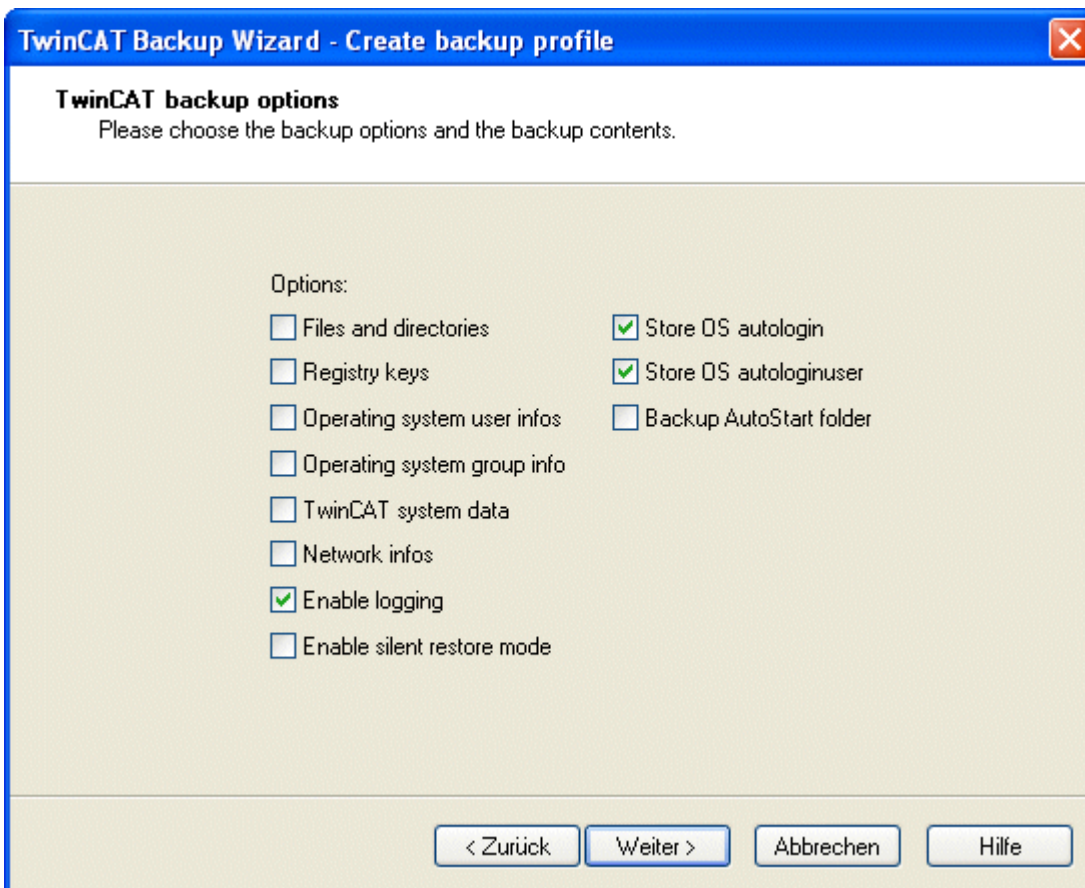 TwinCAT Backup Wizard - Create backup profile
TwinCAT backup options
Please choose the backup options and the backup contents.
Options:
Files and directories
Registry keys
Operating system user infos
Operating system group info
TwinCAT system data
Network infos
Enable logging
Enable silent restore mode
Store OS autologin
Store OS autologinuser
Backup AutoStart folder
< Zurück
Weiter >
Abbrechen
Hilfe